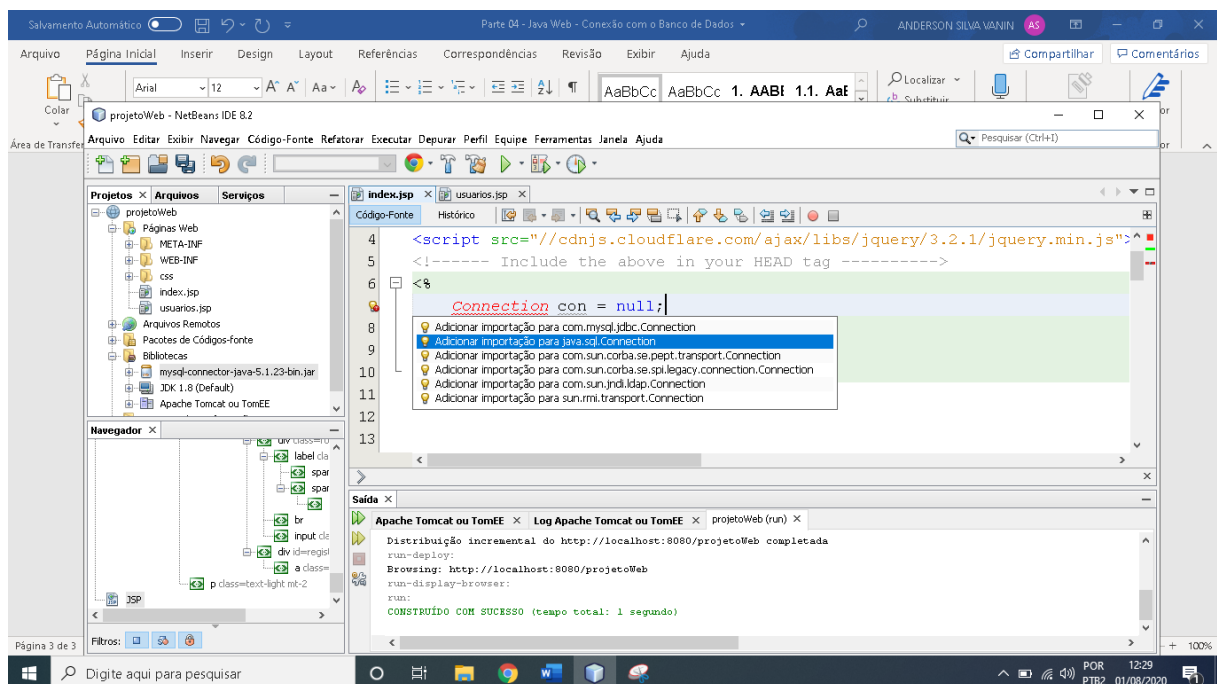 Salvamento Automático
Parte 04 - Java Web - Conexão com o Banco de Dados
ANDERSON SILVA VANIN AS
Arquivo Página Inicial Inserir Design Layout Referências Correspondências Revisão Exibir Ajuda Compartilhar Comentários
Colar
Arial 12 Aa
AaBbCc AaBbCc 1. AABI 1.1. AaE
Localizar
Substituir
Área de Transfer
projetoWeb - NetBeans IDE 8.2
Arquivo Editar Exibir Navegar Código-Fonte Refatorar Executar Depurar Perfil Equipe Ferramentas Janela Ajuda
Pesquisar (Ctrl+I)
Projetos Arquivos Serviços
projetoWeb
Páginas Web
META-INF
WEB-INF
css
index.jsp
usuarios.jsp
Arquivos Remotos
Pacotes de Códigos-fonte
Bibliotecas
mysql-connector-java-5.1.23-bin.jar
JDK 1.8 (Default)
Apache Tomcat ou TomEE
index.jsp usuarios.jsp
Código-Fonte Histórico
4 <script src="//cdnjs.cloudflare.com/ajax/libs/jquery/3.2.1/jquery.min.js">
5 <!------ Include the above in your HEAD tag ---------->
6 <%
Connection con = null;
8
9
10
11
12
13
Adicionar importação para com.mysql.jdbc.Connection
Adicionar importação para java.sql.Connection
Adicionar importação para com.sun.corba.se.pept.transport.Connection
Adicionar importação para com.sun.corba.se.spi.legacy.connection.Connection
Adicionar importação para com.sun.jndi.ldap.Connection
Adicionar importação para sun.rmi.transport.Connection
Navegador
div class=ro
label cla
spar
spar
br
input cla
div id=regist
a class=
p class=text-light mt-2
JSP
Filtros:
Saída
Apache Tomcat ou TomEE Log Apache Tomcat ou TomEE projetoWeb (run)
Distribuição incremental do http://localhost:8080/projetoWeb completada
run-deploy:
Browsing: http://localhost:8080/projetoWeb
run-display-browser:
run:
CONSTRUÍDO COM SUCESSO (tempo total: 1 segundo)
Página 3 de 3
100%
Digite aqui para pesquisar
POR
PTB2
12:29
01/08/2020